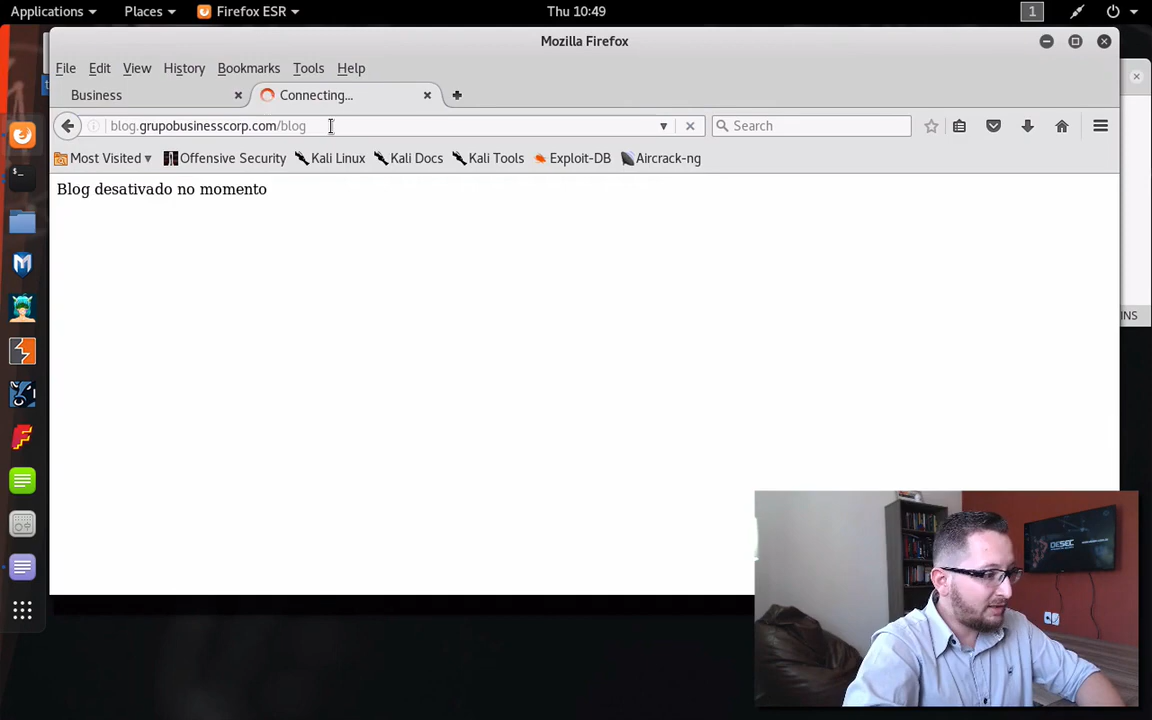 Applications Places Firefox ESR Thu 10:49 1
Mozilla Firefox
File Edit View History Bookmarks Tools Help
Business Connecting...
blog.grupobusinesscorp.com/blog Search
Most Visited Offensive Security Kali Linux Kali Docs Kali Tools Exploit-DB Aircrack-ng
Blog desativado no momento
INS
DESEC